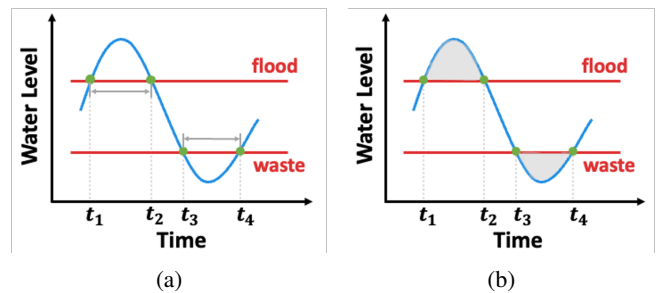 Water Level
flood
waste
t₁ t₂ t₃ t₄
Time
(a)
Water Level
flood
waste
t₁ t₂ t₃ t₄
Time
(b)